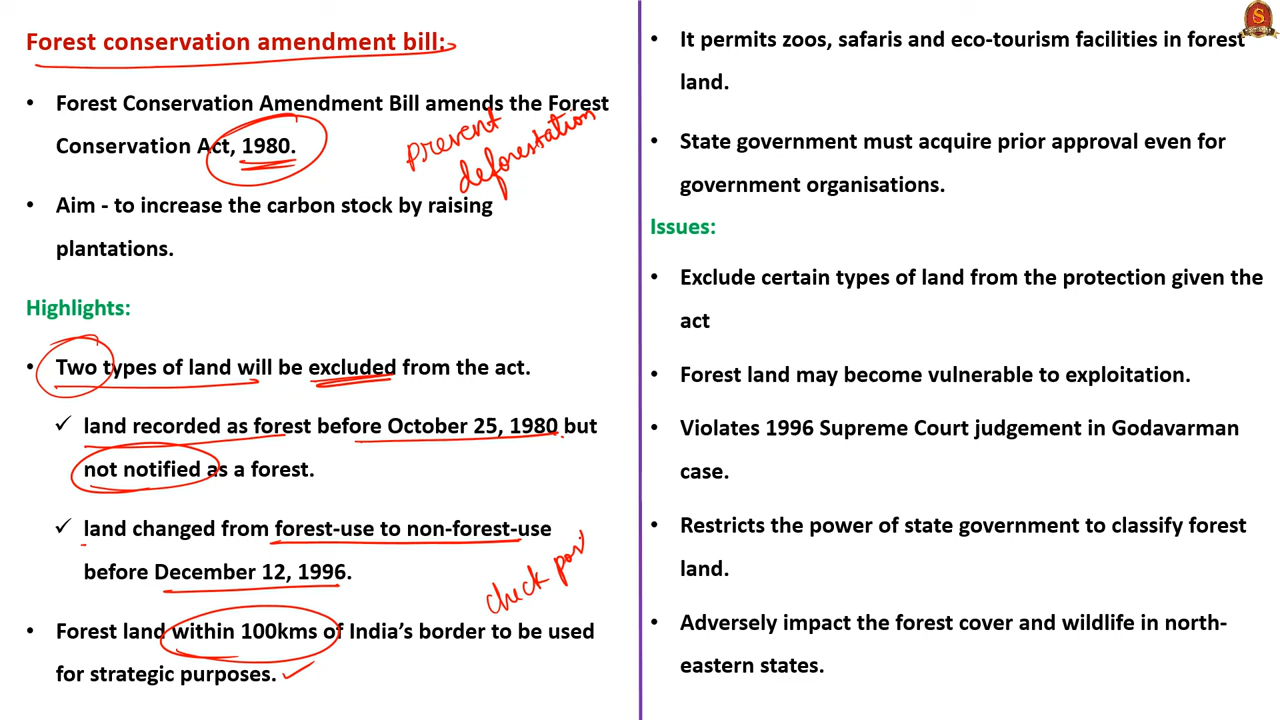 Forest conservation amendment bill:
• Forest Conservation Amendment Bill amends the Forest
Conservation Act, 1980.
prevent
deforestation
• Aim - to increase the carbon stock by raising
plantations.
Highlights:
• Two types of land will be excluded from the act.
✓ land recorded as forest before October 25, 1980 but
not notified as a forest.
✓ land changed from forest-use to non-forest-use
before December 12, 1996.
check
• Forest land within 100kms of India's border to be used
for strategic purposes.
• It permits zoos, safaris and eco-tourism facilities in forest
land.
• State government must acquire prior approval even for
government organisations.
Issues:
• Exclude certain types of land from the protection given the
act
• Forest land may become vulnerable to exploitation.
• Violates 1996 Supreme Court judgement in Godavarman
case.
• Restricts the power of state government to classify forest
land.
• Adversely impact the forest cover and wildlife in north-
eastern states.